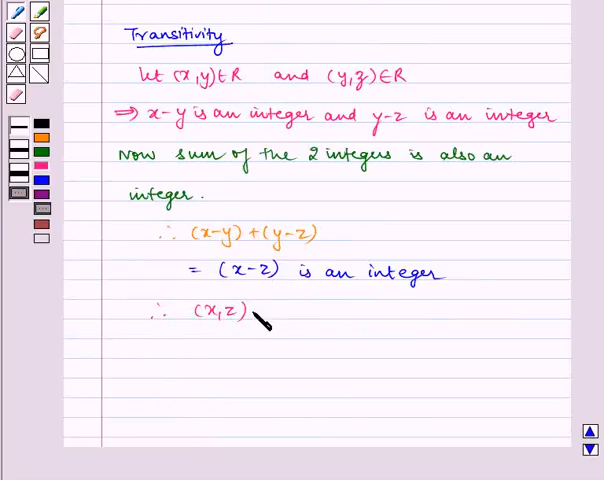 Transitivity
let (x,y)∈R and (y,z)∈R
⇒ x-y is an integer and y-z is an integer
Now sum of the 2 integers is also an
integer.
∴ (x-y)+(y-z)
= (x-z) is an integer
∴ (x,z)